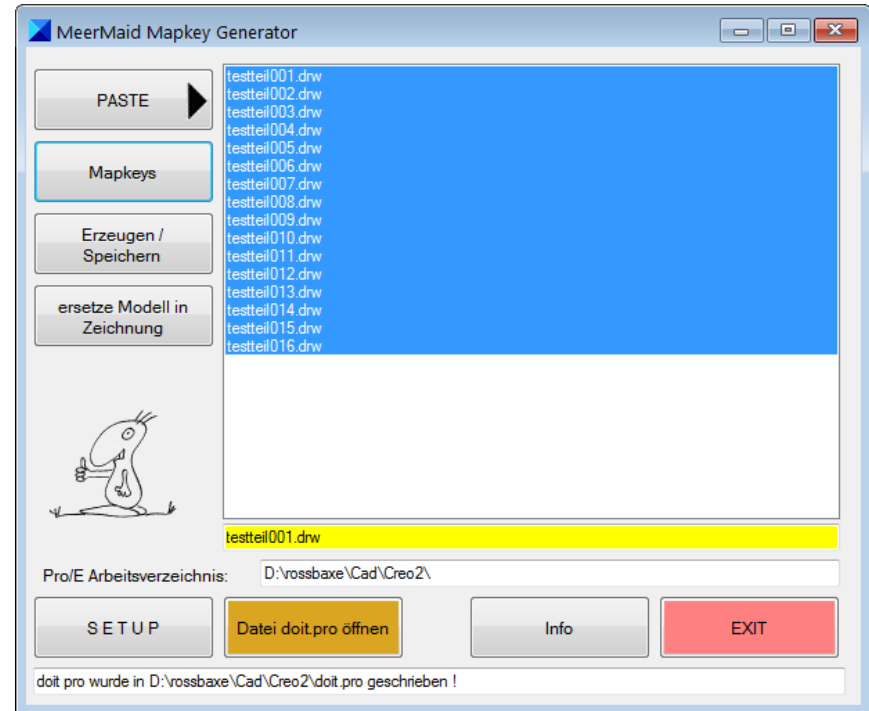 MeerMaid Mapkey Generator
PASTE
Mapkeys
Erzeugen /
Speichern
ersetze Modell in
Zeichnung
testteil001.drw
testteil002.drw
testteil003.drw
testteil004.drw
testteil005.drw
testteil006.drw
testteil007.drw
testteil008.drw
testteil009.drw
testteil010.drw
testteil011.drw
testteil012.drw
testteil013.drw
testteil014.drw
testteil015.drw
testteil016.drw
testteil001.drw
Pro/E Arbeitsverzeichnis: D:\rossbaxe\Cad\Creo2\
S E T U P
Datei doit.pro öffnen
Info
EXIT
doit pro wurde in D:\rossbaxe\Cad\Creo2\doit.pro geschrieben !